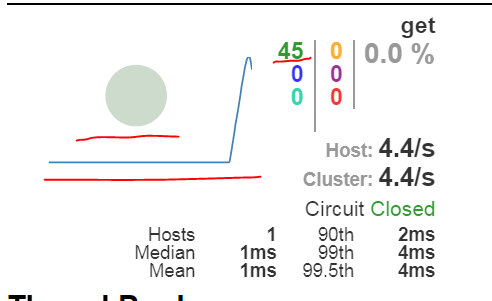 get
45 0 0.0 %
0 0
0 0
Host: 4.4/s
Cluster: 4.4/s
Circuit Closed
Hosts 1 90th 2ms
Median 1ms 99th 4ms
Mean 1ms 99.5th 4ms